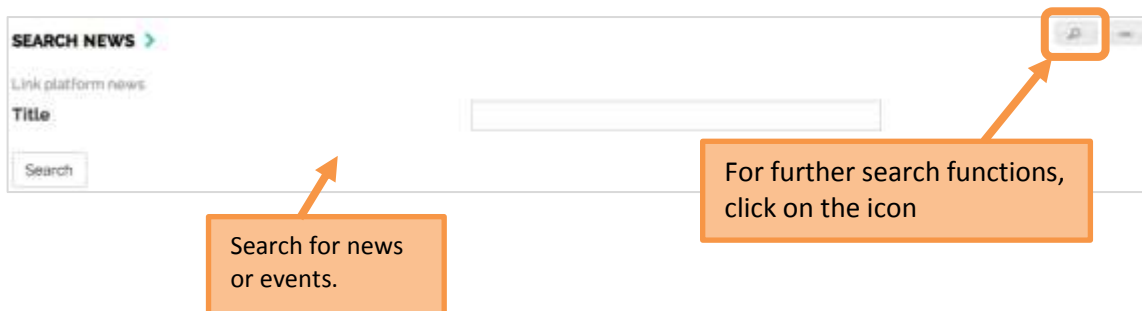 SEARCH NEWS >
Link platform news
Title
Search
For further search functions,
click on the icon
Search for news
or events.